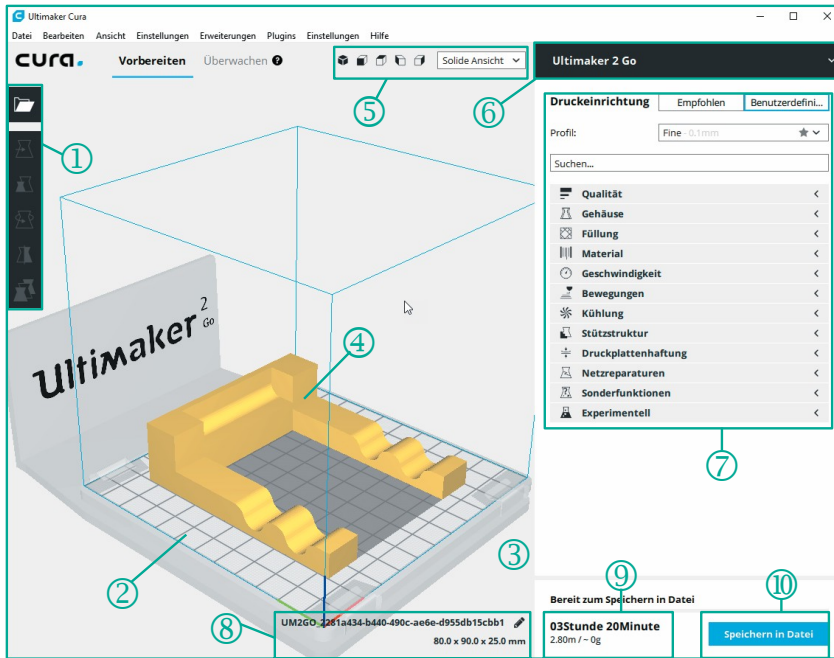 Ultimaker Cura
Datei Bearbeiten Ansicht Einstellungen Erweiterungen Plugins Einstellungen Hilfe
cura. Vorbereiten Überwachen ? Solide Ansicht
5
Ultimaker 2 Go
6
1
Druckeinrichtung Empfohlen Benutzerdefini...
Profil: Fine - 0.1mm
Suchen...
Qualität
Gehäuse
Füllung
Material
Geschwindigkeit
Bewegungen
Kühlung
Stützstruktur
Druckplattenhaftung
Netzreparaturen
Sonderfunktionen
Experimentell
7
Ultimaker 2 Go
4
2
3
8
UM2GO_2281a434-b440-490c-ae6e-d955db15cbb1
80.0 x 90.0 x 25.0 mm
9
10
Bereit zum Speichern in Datei
03Stunde 20Minute
2.80m / ~ 0g
Speichern in Datei